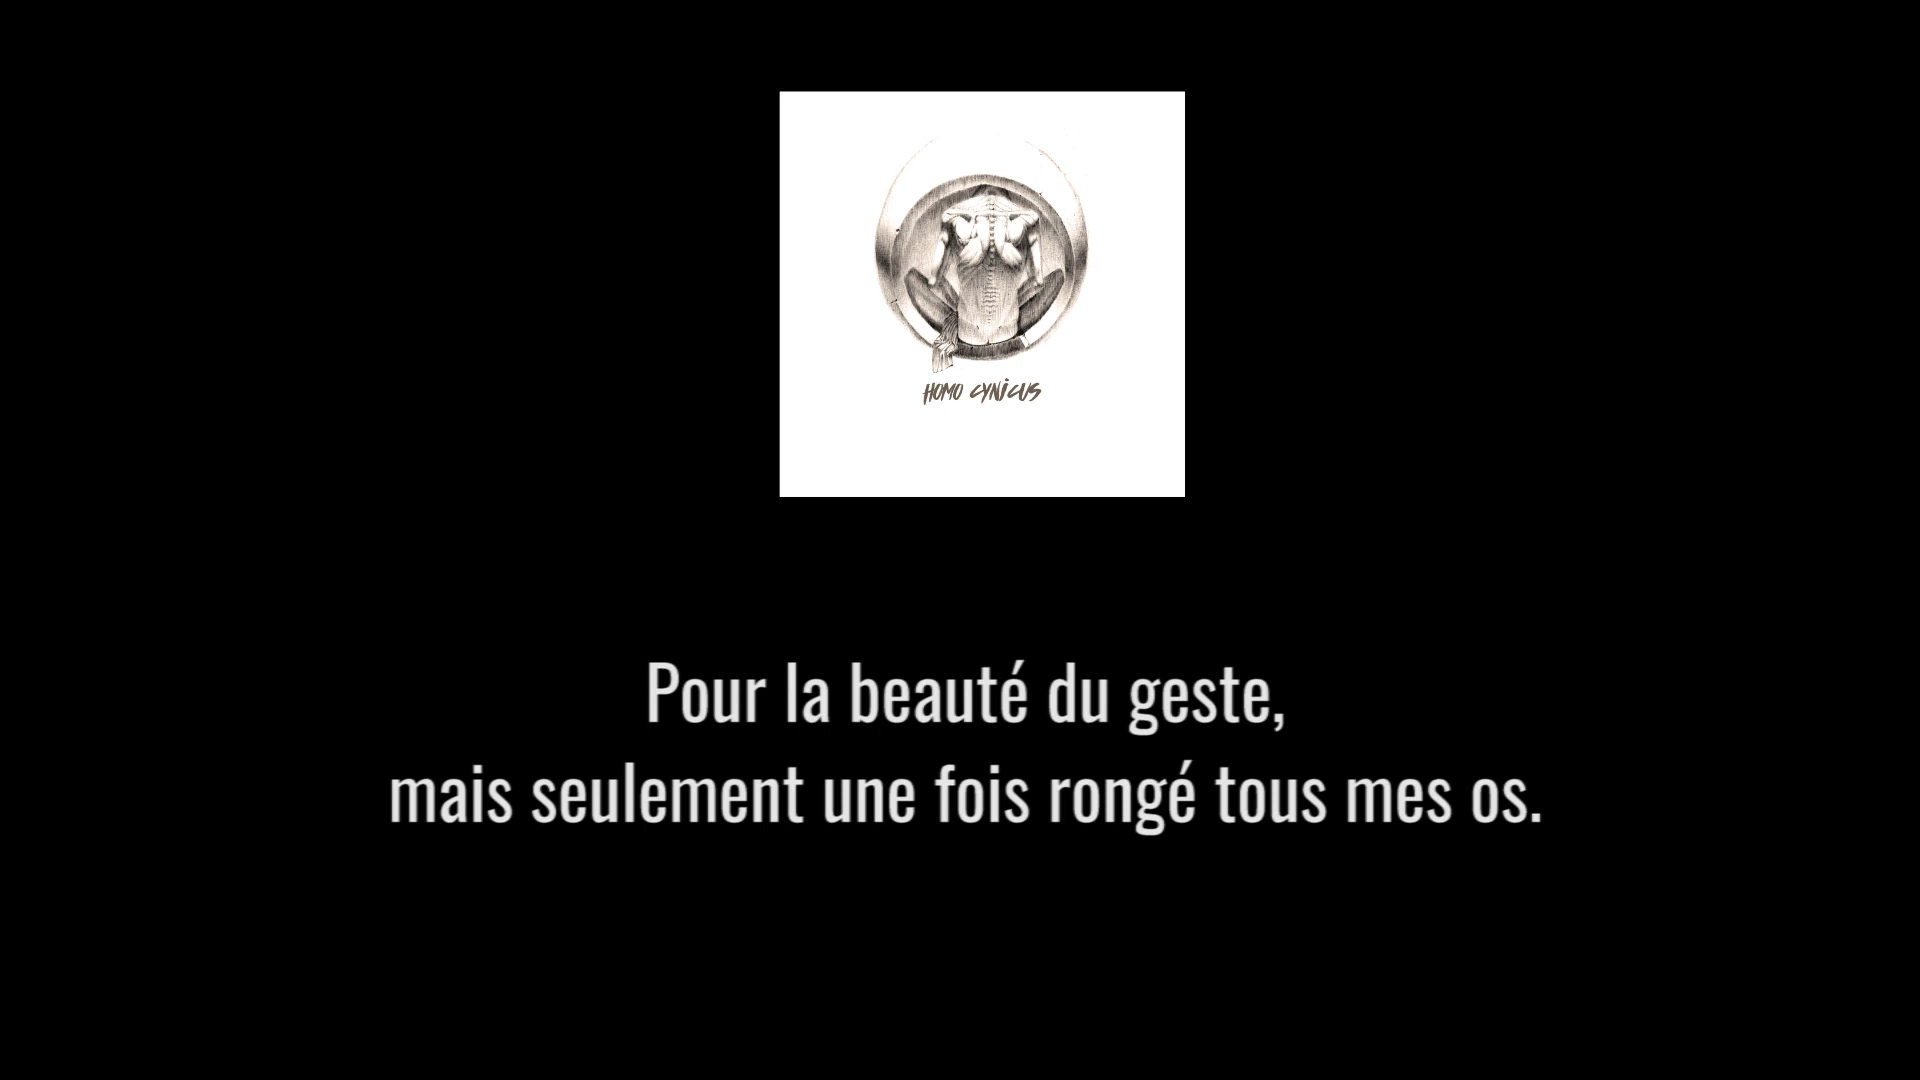 HOMO CYNICUS
Pour la beauté du geste,
mais seulement une fois rongé tous mes os.